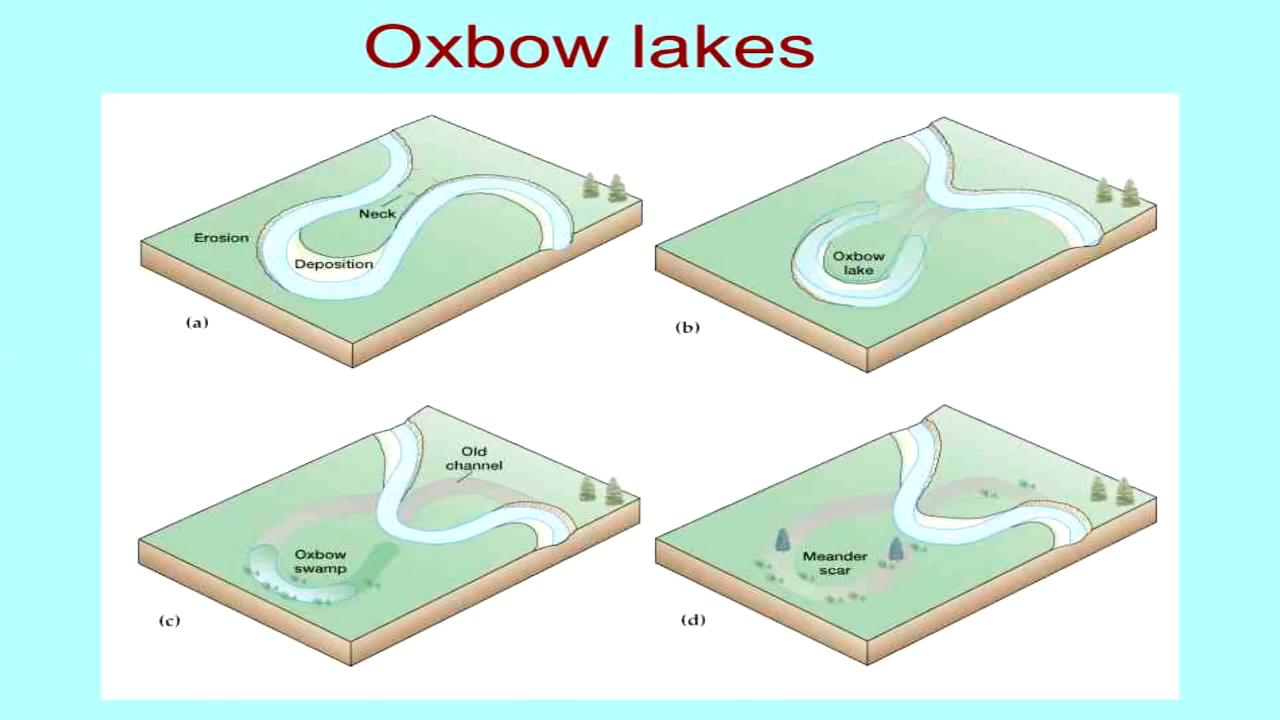 Oxbow lakes
Neck
Erosion
Deposition
(a)
Oxbow
lake
(b)
Old
channel
Oxbow
swamp
(c)
Meander
scar
(d)